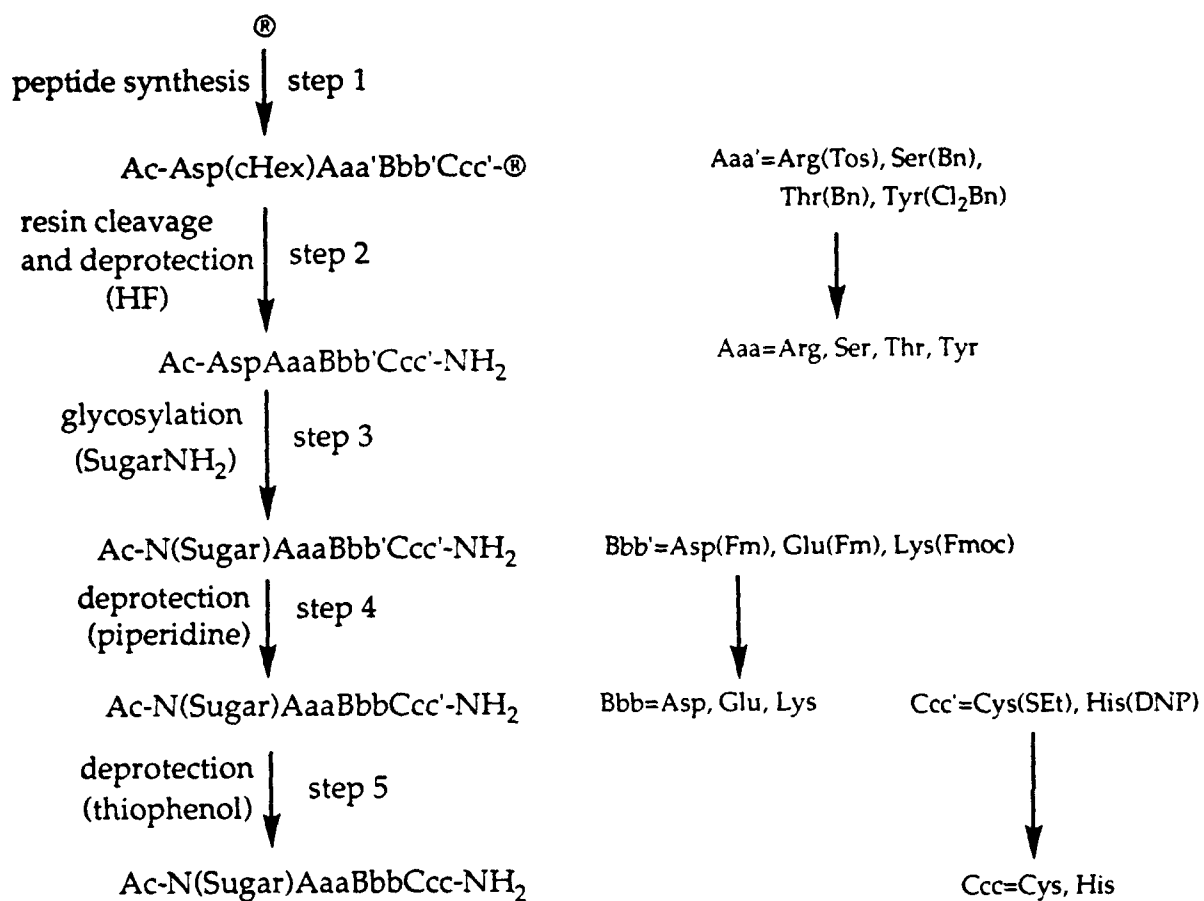 ®
peptide synthesis step 1
Ac-Asp(cHex)Aaa'Bbb'Ccc'-®
Aaa'=Arg(Tos), Ser(Bn),
Thr(Bn), Tyr(Cl₂Bn)
resin cleavage
and deprotection
(HF)
step 2
Ac-AspAaaBbb'Ccc'-NH₂
Aaa=Arg, Ser, Thr, Tyr
glycosylation
(SugarNH₂)
step 3
Ac-N(Sugar)AaaBbb'Ccc'-NH₂
Bbb'=Asp(Fm), Glu(Fm), Lys(Fmoc)
deprotection
(piperidine)
step 4
Ac-N(Sugar)AaaBbbCcc'-NH₂
Bbb=Asp, Glu, Lys
Ccc'=Cys(SEt), His(DNP)
deprotection
(thiophenol)
step 5
Ac-N(Sugar)AaaBbbCcc-NH₂
Ccc=Cys, His